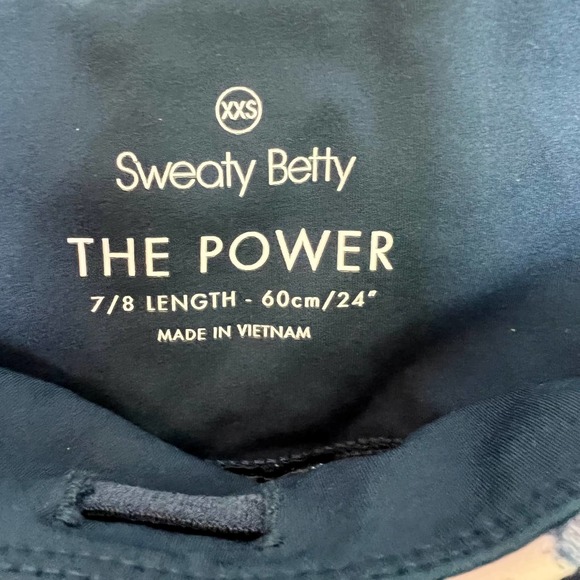 XXS
Sweaty Betty
THE POWER
7/8 LENGTH - 60cm/24"
MADE IN VIETNAM